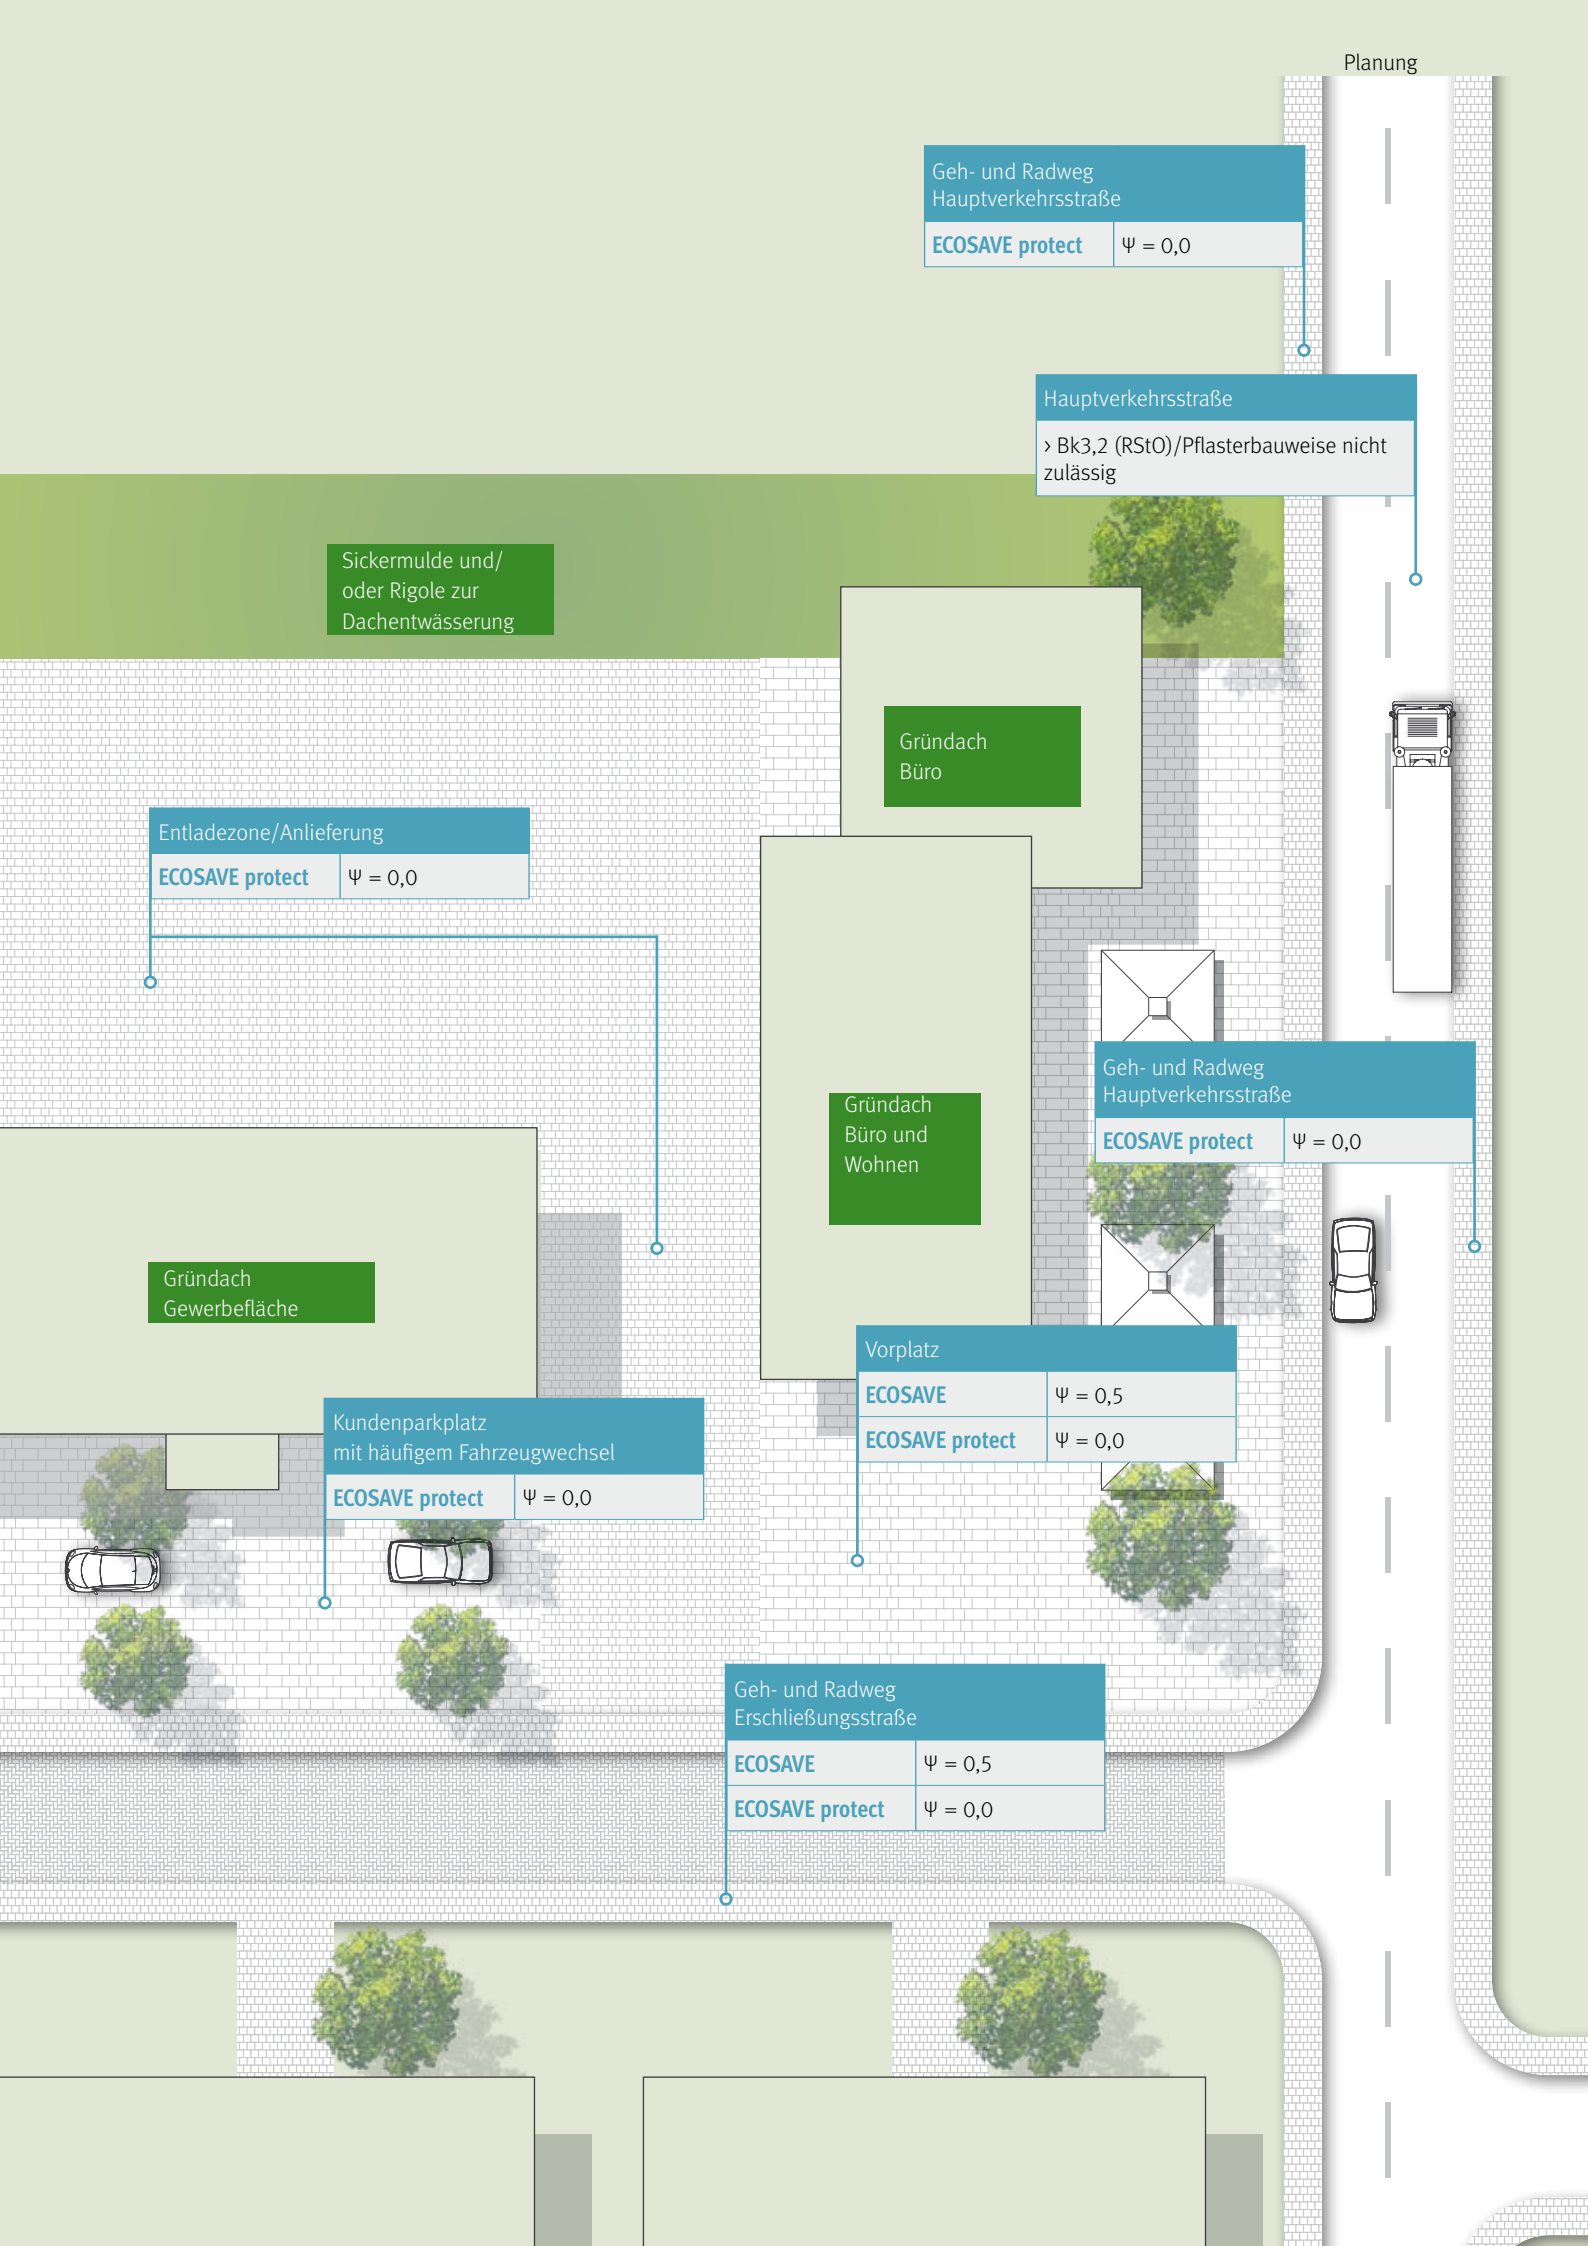 Planung
Geh- und Radweg
Hauptverkehrsstraße
ECOSAVE protect Ψ = 0,0
Hauptverkehrsstraße
› Bk3,2 (RStO)/Pflasterbauweise nicht
zulässig
Sickermulde und/
oder Rigole zur
Dachentwässerung
Gründach
Büro
Entladezone/Anlieferung
ECOSAVE protect Ψ = 0,0
Geh- und Radweg
Hauptverkehrsstraße
ECOSAVE protect Ψ = 0,0
Gründach
Büro und
Wohnen
Gründach
Gewerbefläche
Vorplatz
ECOSAVE Ψ = 0,5
ECOSAVE protect Ψ = 0,0
Kundenparkplatz
mit häufigem Fahrzeugwechsel
ECOSAVE protect Ψ = 0,0
Geh- und Radweg
Erschließungsstraße
ECOSAVE Ψ = 0,5
ECOSAVE protect Ψ = 0,0